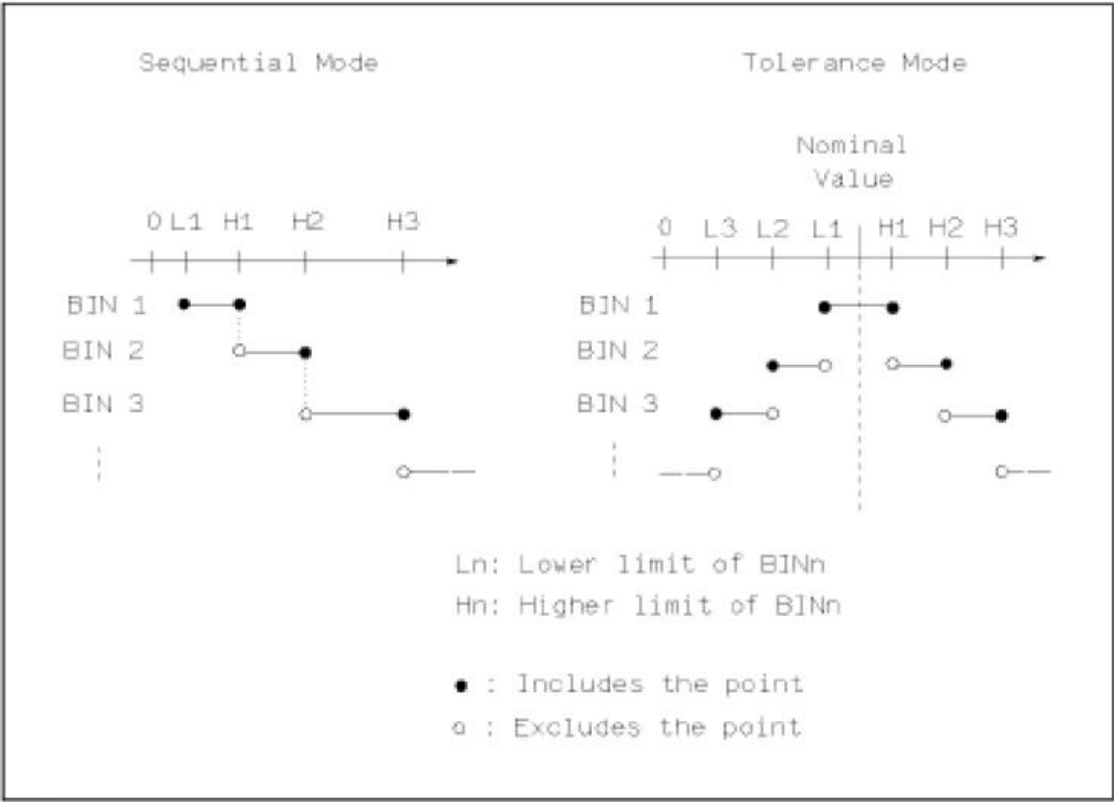 Sequential Mode
Tolerance Mode
Nominal
Value
0 L1 H1 H2 H3
0 L3 L2 L1 H1 H2 H3
BIN 1
BIN 2
BIN 3
BIN 1
BIN 2
BIN 3
Ln: Lower limit of BINn
Hn: Higher limit of BINn
● : Includes the point
○ : Excludes the point